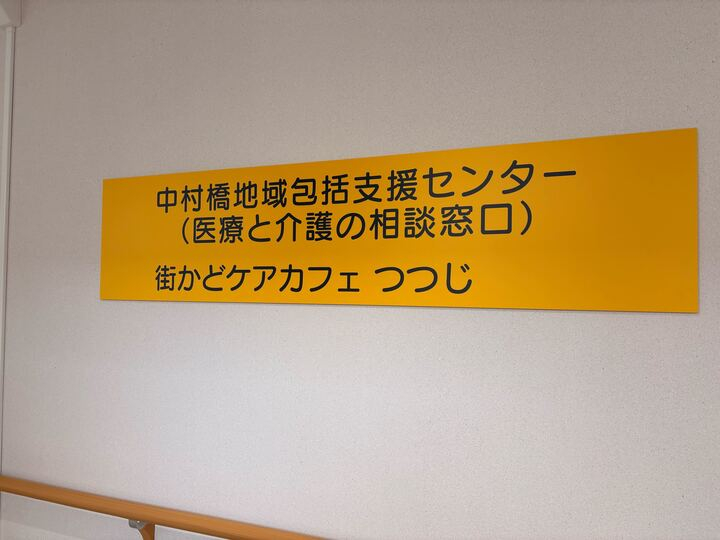 中村橋地域包括支援センター
（医療と介護の相談窓口）
街かどケアカフェ つつじ